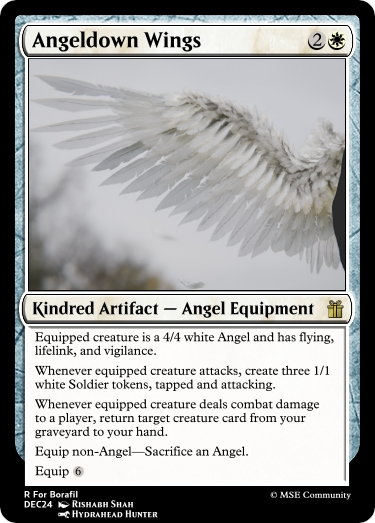 Angeldown Wings 2
Kindred Artifact — Angel Equipment
Equipped creature is a 4/4 white Angel and has flying,
lifelink, and vigilance.
Whenever equipped creature attacks, create three 1/1
white Soldier tokens, tapped and attacking.
Whenever equipped creature deals combat damage
to a player, return target creature card from your
graveyard to your hand.
Equip non-Angel—Sacrifice an Angel.
Equip 6
R For Borafil
DEC24 Rishabh Shah © MSE Community
Hydrahead Hunter